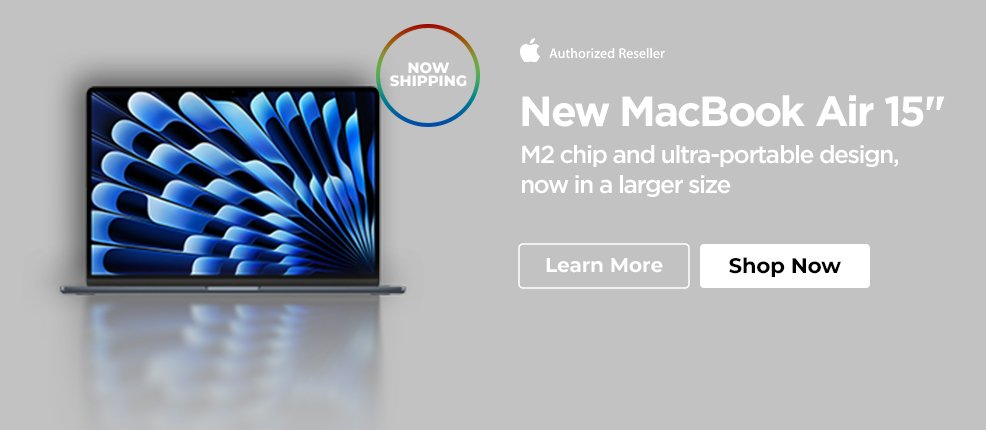 NOW
SHIPPING
Authorized Reseller
New MacBook Air 15"
M2 chip and ultra-portable design,
now in a larger size
Learn More
Shop Now